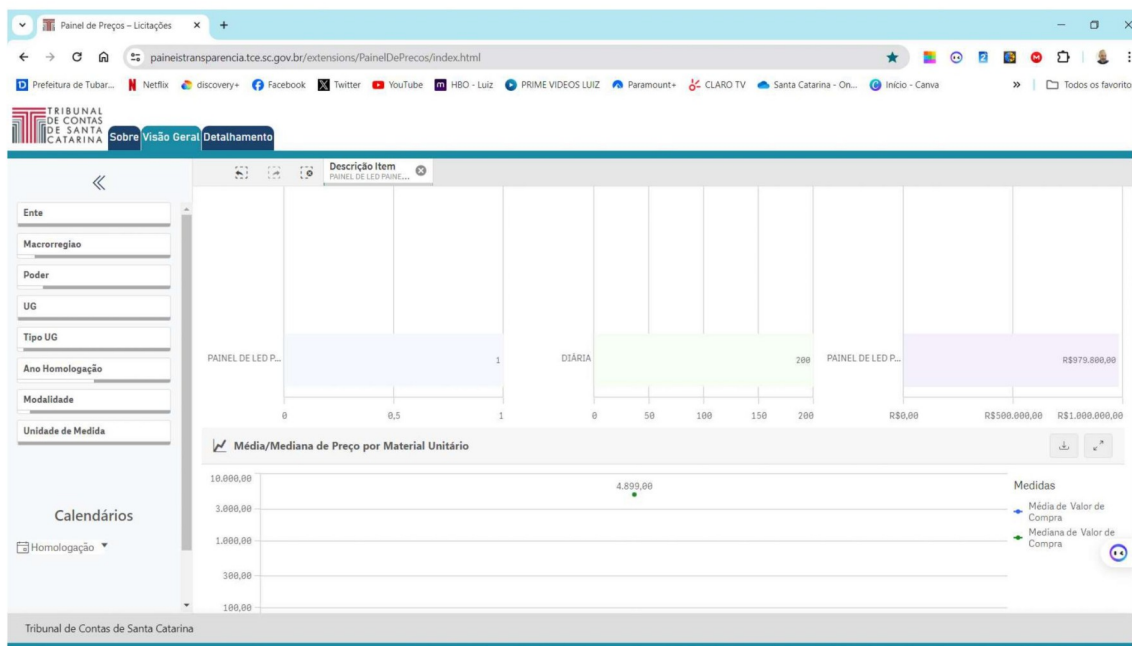 Painel de Preços – Licitações
paineistransparencia.tce.sc.gov.br/extensions/PainelDePrecos/index.html
Prefeitura de Tubar... Netflix discovery+ Facebook Twitter YouTube HBO - Luiz PRIME VIDEOS LUIZ Paramount+ CLARO TV Santa Catarina - On... Início - Canva » Todos os favorito
TRIBUNAL
DE CONTAS
DE SANTA
CATARINA
Sobre Visão Geral Detalhamento
Descrição Item
PAINEL DE LED PAINE...
Ente
Macrorregiao
Poder
UG
Tipo UG
Ano Homologação
Modalidade
Unidade de Medida
Calendários
Homologação
PAINEL DE LED P... 1
0 0,5 1
DIÁRIA 200
0 50 100 150 200
PAINEL DE LED P... R$979.800,00
R$0,00 R$500.000,00 R$1.000.000,00
Média/Mediana de Preço por Material Unitário
10.000,00
3.000,00
1.000,00
300,00
100,00
4.899,00
Medidas
Média de Valor de
Compra
Mediana de Valor de
Compra
Tribunal de Contas de Santa Catarina